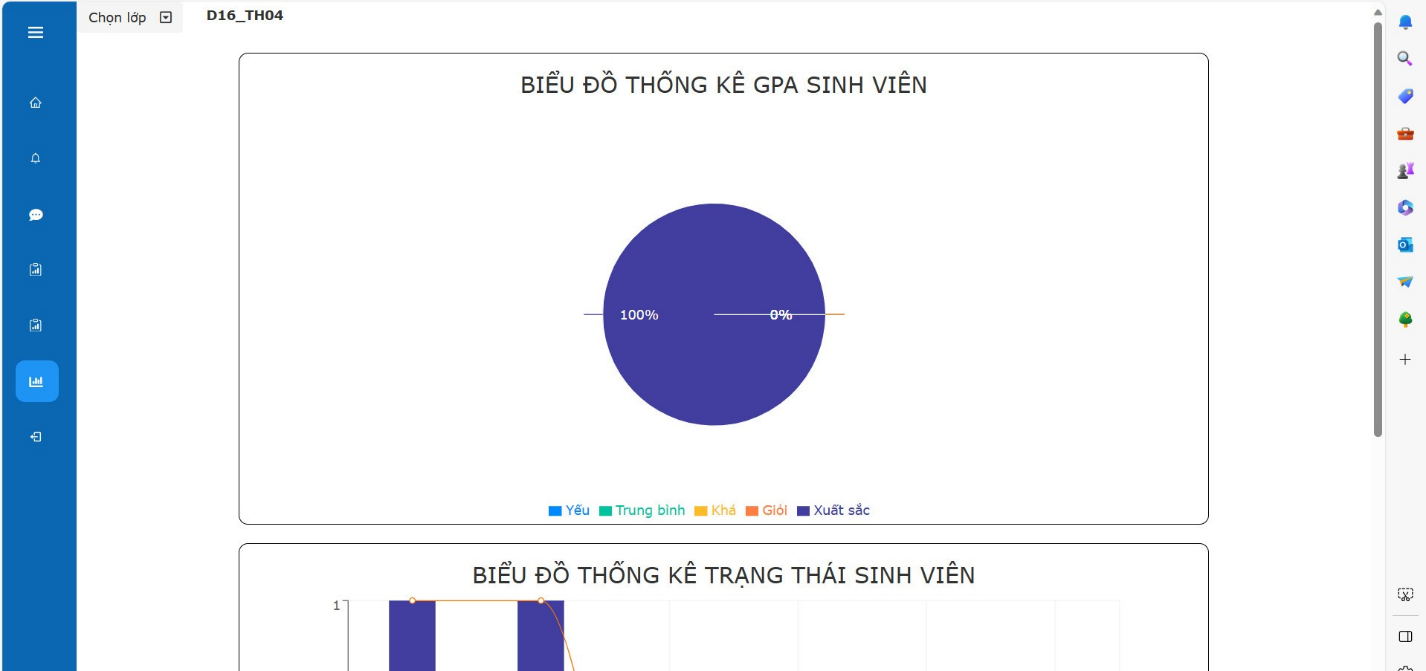 Chọn lớp
D16_TH04
BIỂU ĐỒ THỐNG KÊ GPA SINH VIÊN
100%
0%
Yếu Trung bình Khá Giỏi Xuất sắc
BIỂU ĐỒ THỐNG KÊ TRẠNG THÁI SINH VIÊN
1